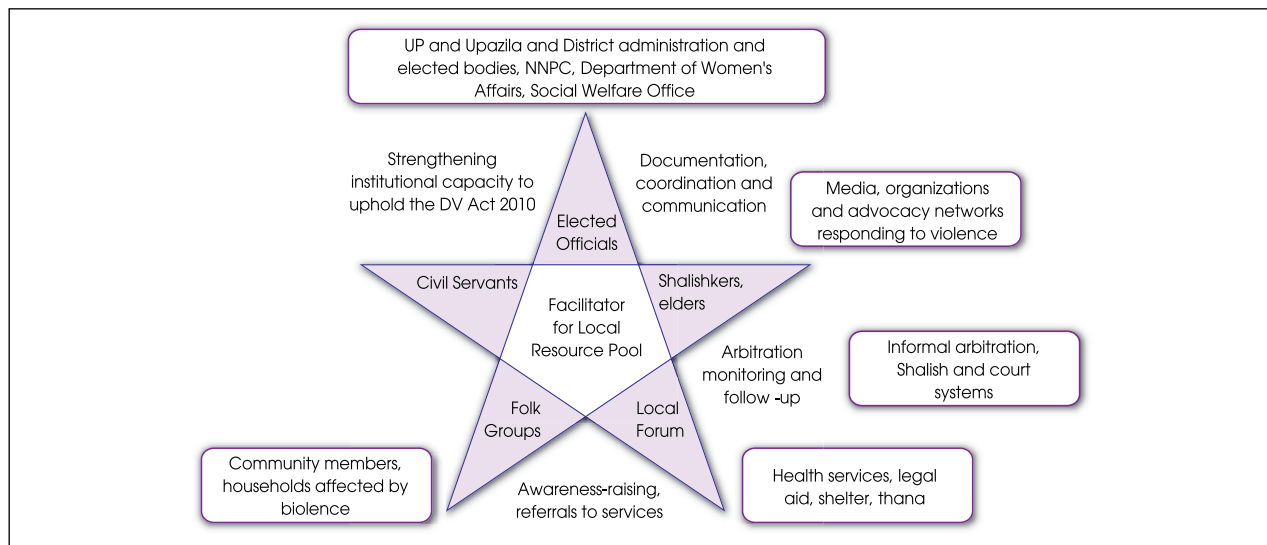 UP and Upazila and District administration and
elected bodies, NNPC, Department of Women's
Affairs, Social Welfare Office
Strengthening
institutional capacity to
uphold the DV Act 2010
Documentation,
coordination and
communication
Media, organizations
and advocacy networks
responding to violence
Elected
Officials
Civil Servants
Shalishkers,
elders
Facilitator
for Local
Resource Pool
Arbitration
monitoring and
follow -up
Informal arbitration,
Shalish and court
systems
Folk
Groups
Local
Forum
Community members,
households affected by
biolence
Awareness-raising,
referrals to services
Health services, legal
aid, shelter, thana